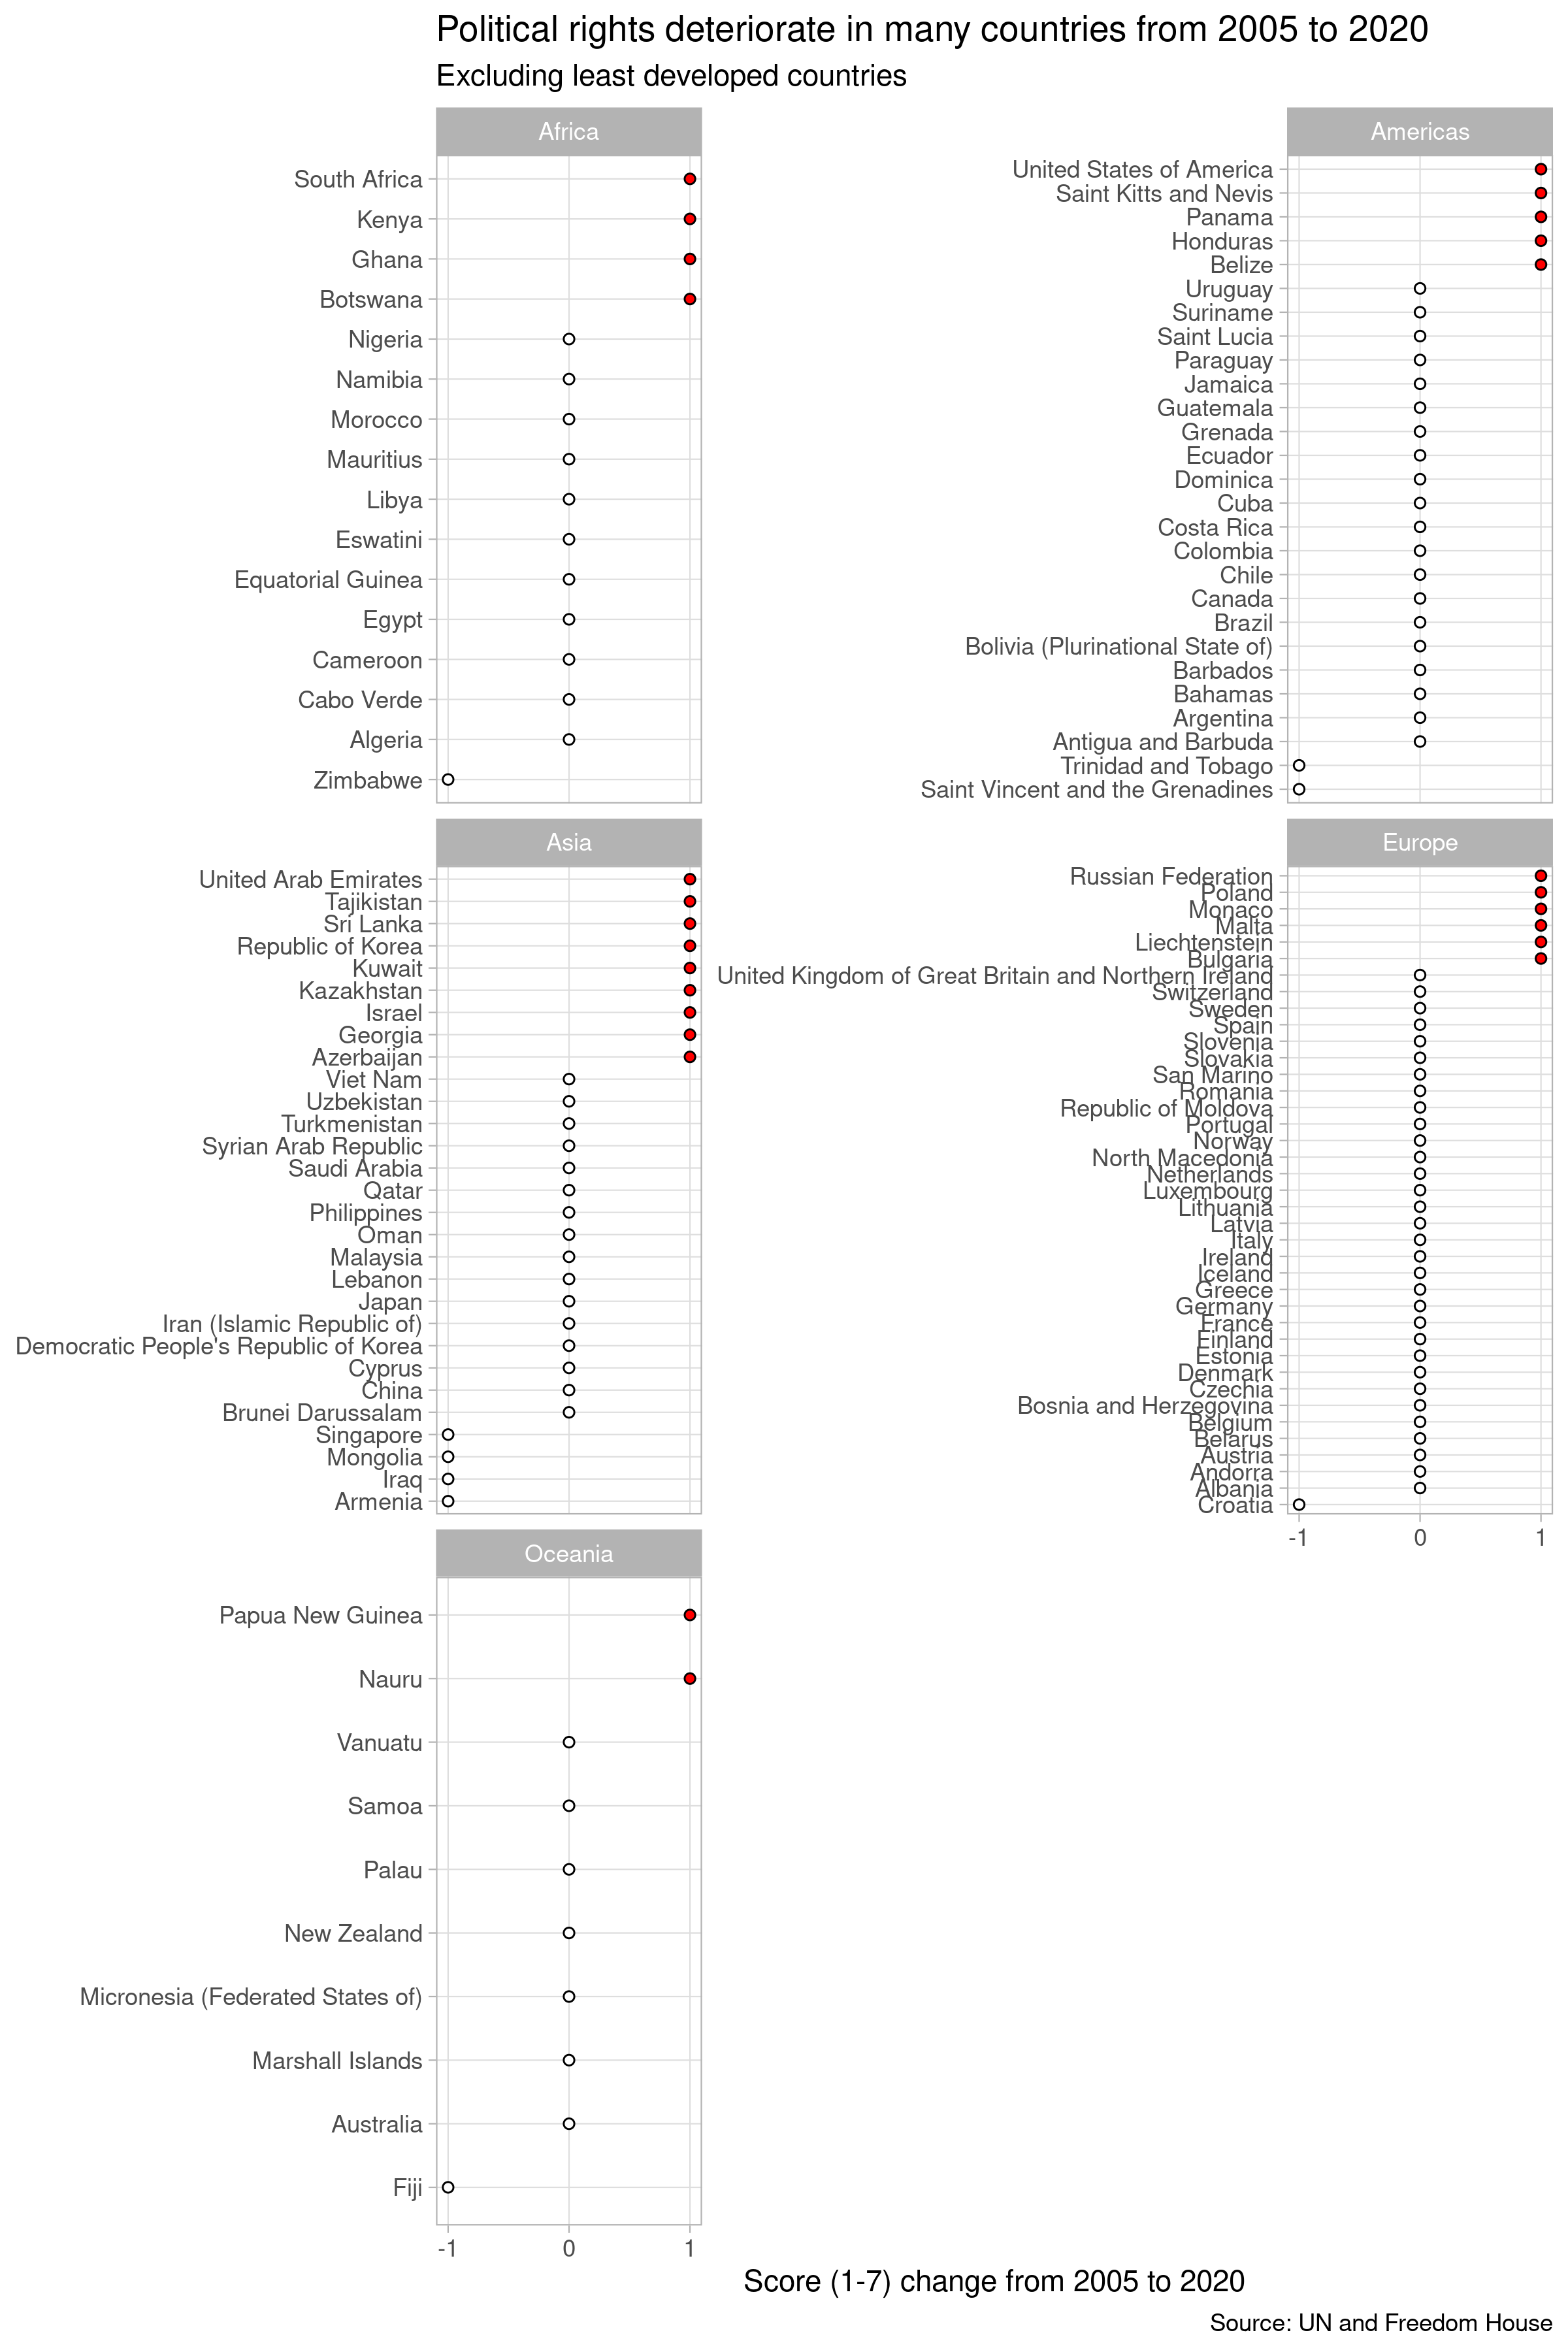 Political rights deteriorate in many countries from 2005 to 2020
Excluding least developed countries
Africa
South Africa
Kenya
Ghana
Botswana
Nigeria
Namibia
Morocco
Mauritius
Libya
Eswatini
Equatorial Guinea
Egypt
Cameroon
Cabo Verde
Algeria
Zimbabwe
Americas
United States of America
Saint Kitts and Nevis
Panama
Honduras
Belize
Uruguay
Suriname
Saint Lucia
Paraguay
Jamaica
Guatemala
Grenada
Ecuador
Dominica
Cuba
Costa Rica
Colombia
Chile
Canada
Brazil
Bolivia (Plurinational State of)
Barbados
Bahamas
Argentina
Antigua and Barbuda
Trinidad and Tobago
Saint Vincent and the Grenadines
Asia
United Arab Emirates
Tajikistan
Sri Lanka
Republic of Korea
Kuwait
Kazakhstan
Israel
Georgia
Azerbaijan
Viet Nam
Uzbekistan
Turkmenistan
Syrian Arab Republic
Saudi Arabia
Qatar
Philippines
Oman
Malaysia
Lebanon
Japan
Iran (Islamic Republic of)
Democratic People's Republic of Korea
Cyprus
China
Brunei Darussalam
Singapore
Mongolia
Iraq
Armenia
Europe
Russian Federation
Poland
Monaco
Malta
Liechtenstein
Bulgaria
United Kingdom of Great Britain and Northern Ireland
Switzerland
Sweden
Spain
Slovenia
Slovakia
San Marino
Romania
Republic of Moldova
Portugal
Norway
North Macedonia
Netherlands
Luxembourg
Lithuania
Latvia
Italy
Ireland
Iceland
Greece
Germany
France
Finland
Estonia
Denmark
Czechia
Bosnia and Herzegovina
Belgium
Belarus
Austria
Andorra
Albania
Croatia
-1 0 1
Oceania
Papua New Guinea
Nauru
Vanuatu
Samoa
Palau
New Zealand
Micronesia (Federated States of)
Marshall Islands
Australia
Fiji
-1 0 1
Score (1-7) change from 2005 to 2020
Source: UN and Freedom House